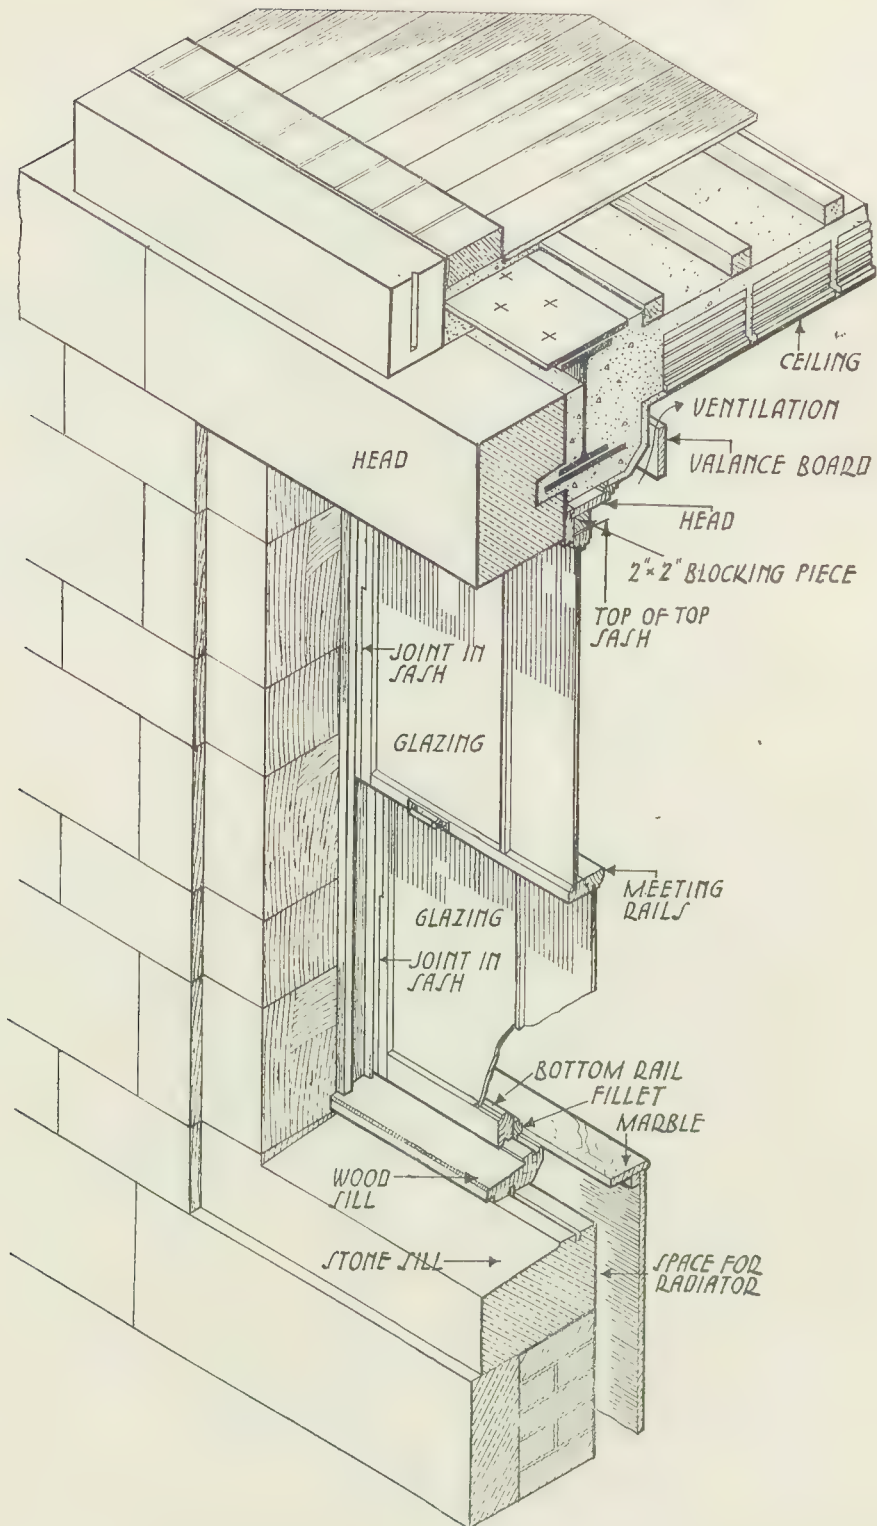 CEILING
VENTILATION
VALANCE BOARD
HEAD
HEAD
2" × 2" BLOCKING PIECE
TOP OF TOP
SASH
JOINT IN
SASH
GLAZING
MEETING
RAILS
GLAZING
JOINT IN
SASH
BOTTOM RAIL
FILLET
MARBLE
WOOD
SILL
STONE SILL
SPACE FOR
RADIATOR